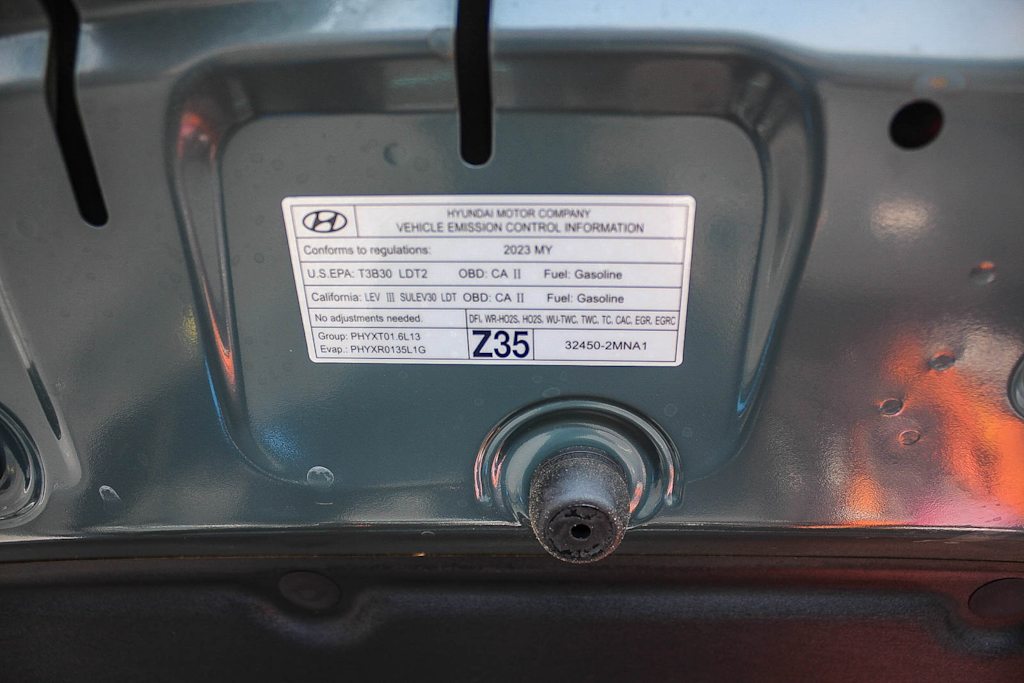 HYUNDAI MOTOR COMPANY
VEHICLE EMISSION CONTROL INFORMATION
Conforms to regulations: 2023 MY
U.S.EPA: T3B30 LDT2 OBD: CA II Fuel: Gasoline
California: LEV III SULEV30 LDT OBD: CA II Fuel: Gasoline
No adjustments needed. DFI, WR-HO2S, HO2S, WU-TWC, TWC, TC, CAC, EGR, EGRC
Group: PHYXT01.6L13
Evap.: PHYXR0135L1G
Z35 32450-2MNA1